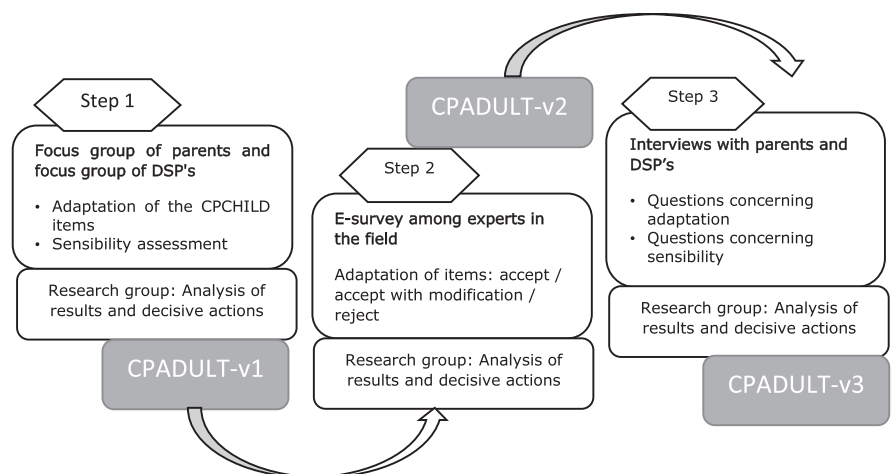 Step 1
Focus group of parents and
focus group of DSP's
• Adaptation of the CPCHILD
items
• Sensibility assessment
Research group: Analysis of
results and decisive actions
CPADULT-v1
CPADULT-v2
Step 2
E-survey among experts in
the field
Adaptation of items: accept /
accept with modification /
reject
Research group: Analysis of
results and decisive actions
Step 3
Interviews with parents and
DSP’s
• Questions concerning
adaptation
• Questions concerning
sensibility
Research group: Analysis of
results and decisive actions
CPADULT-v3